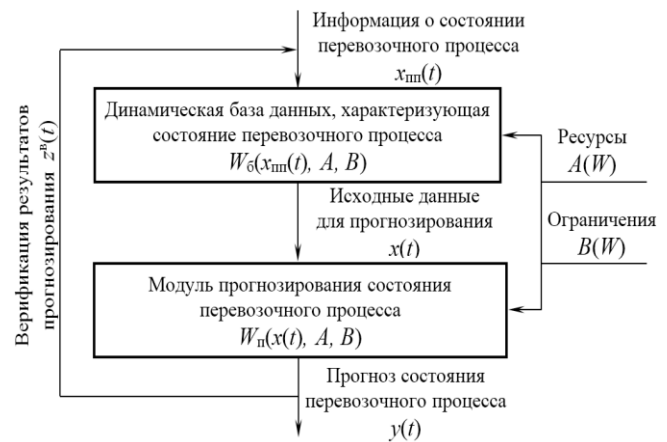 Информация о состоянии
перевозочного процесса
xпп(t)
Динамическая база данных, характеризующая
состояние перевозочного процесса
Wб(xпп(t), A, B)
Ресурсы
A(W)
Исходные данные
для прогнозирования
x(t)
Ограничения
B(W)
Модуль прогнозирования состояния
перевозочного процесса
Wп(x(t), A, B)
Прогноз состояния
перевозочного процесса
y(t)
Верификация результатов
прогнозирования zв(t)